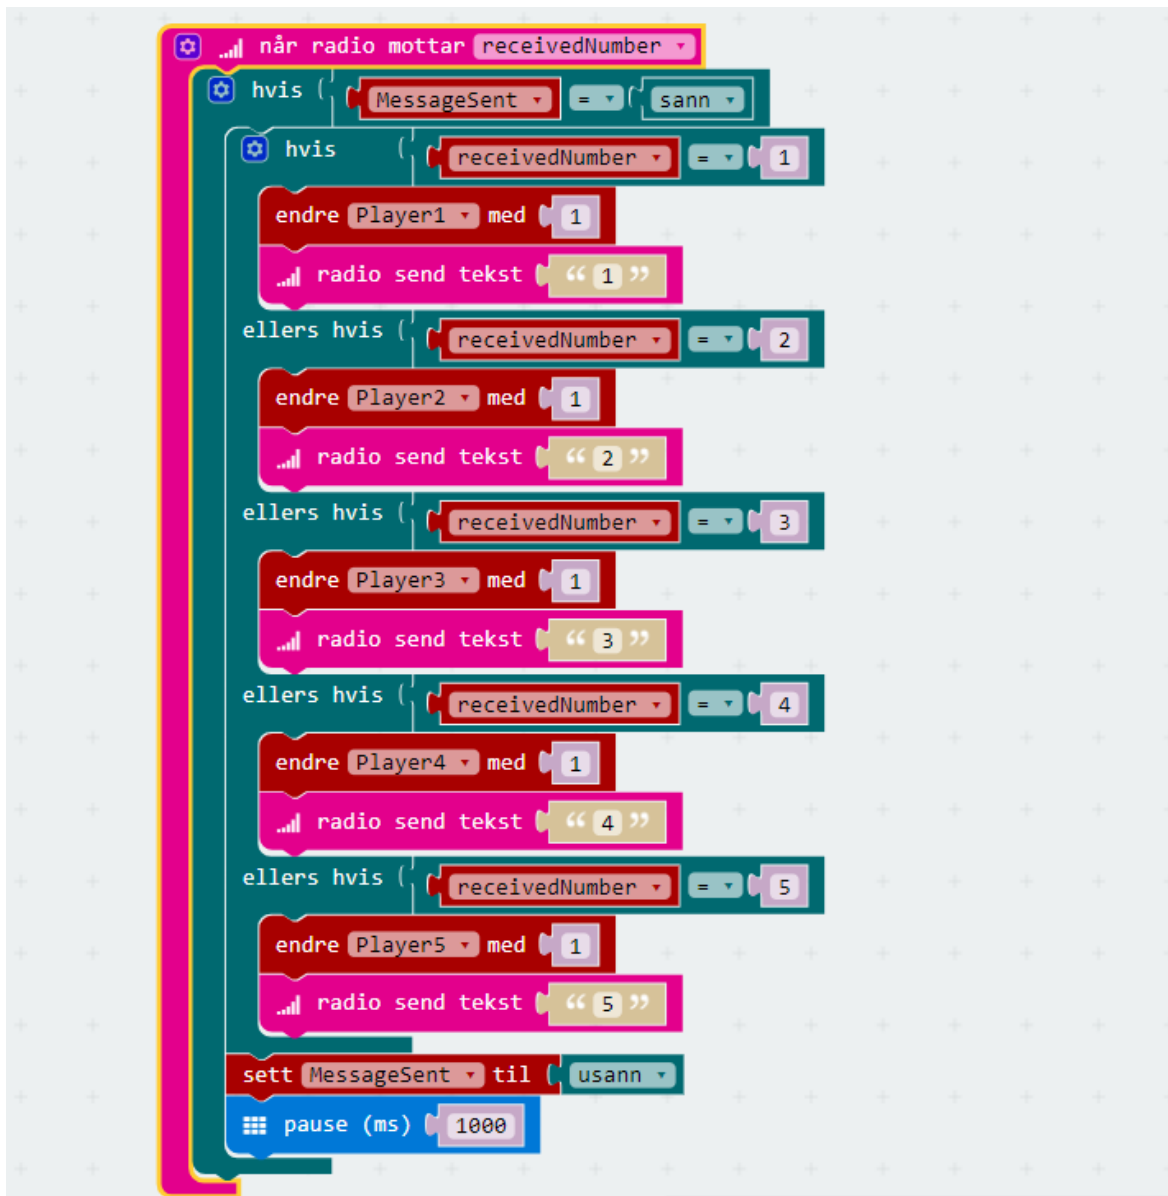 når radio mottar receivedNumber
hvis MessageSent = sann
hvis receivedNumber = 1
endre Player1 med 1
radio send tekst “ 1 ”
ellers hvis receivedNumber = 2
endre Player2 med 1
radio send tekst “ 2 ”
ellers hvis receivedNumber = 3
endre Player3 med 1
radio send tekst “ 3 ”
ellers hvis receivedNumber = 4
endre Player4 med 1
radio send tekst “ 4 ”
ellers hvis receivedNumber = 5
endre Player5 med 1
radio send tekst “ 5 ”
sett MessageSent til usann
pause (ms) 1000